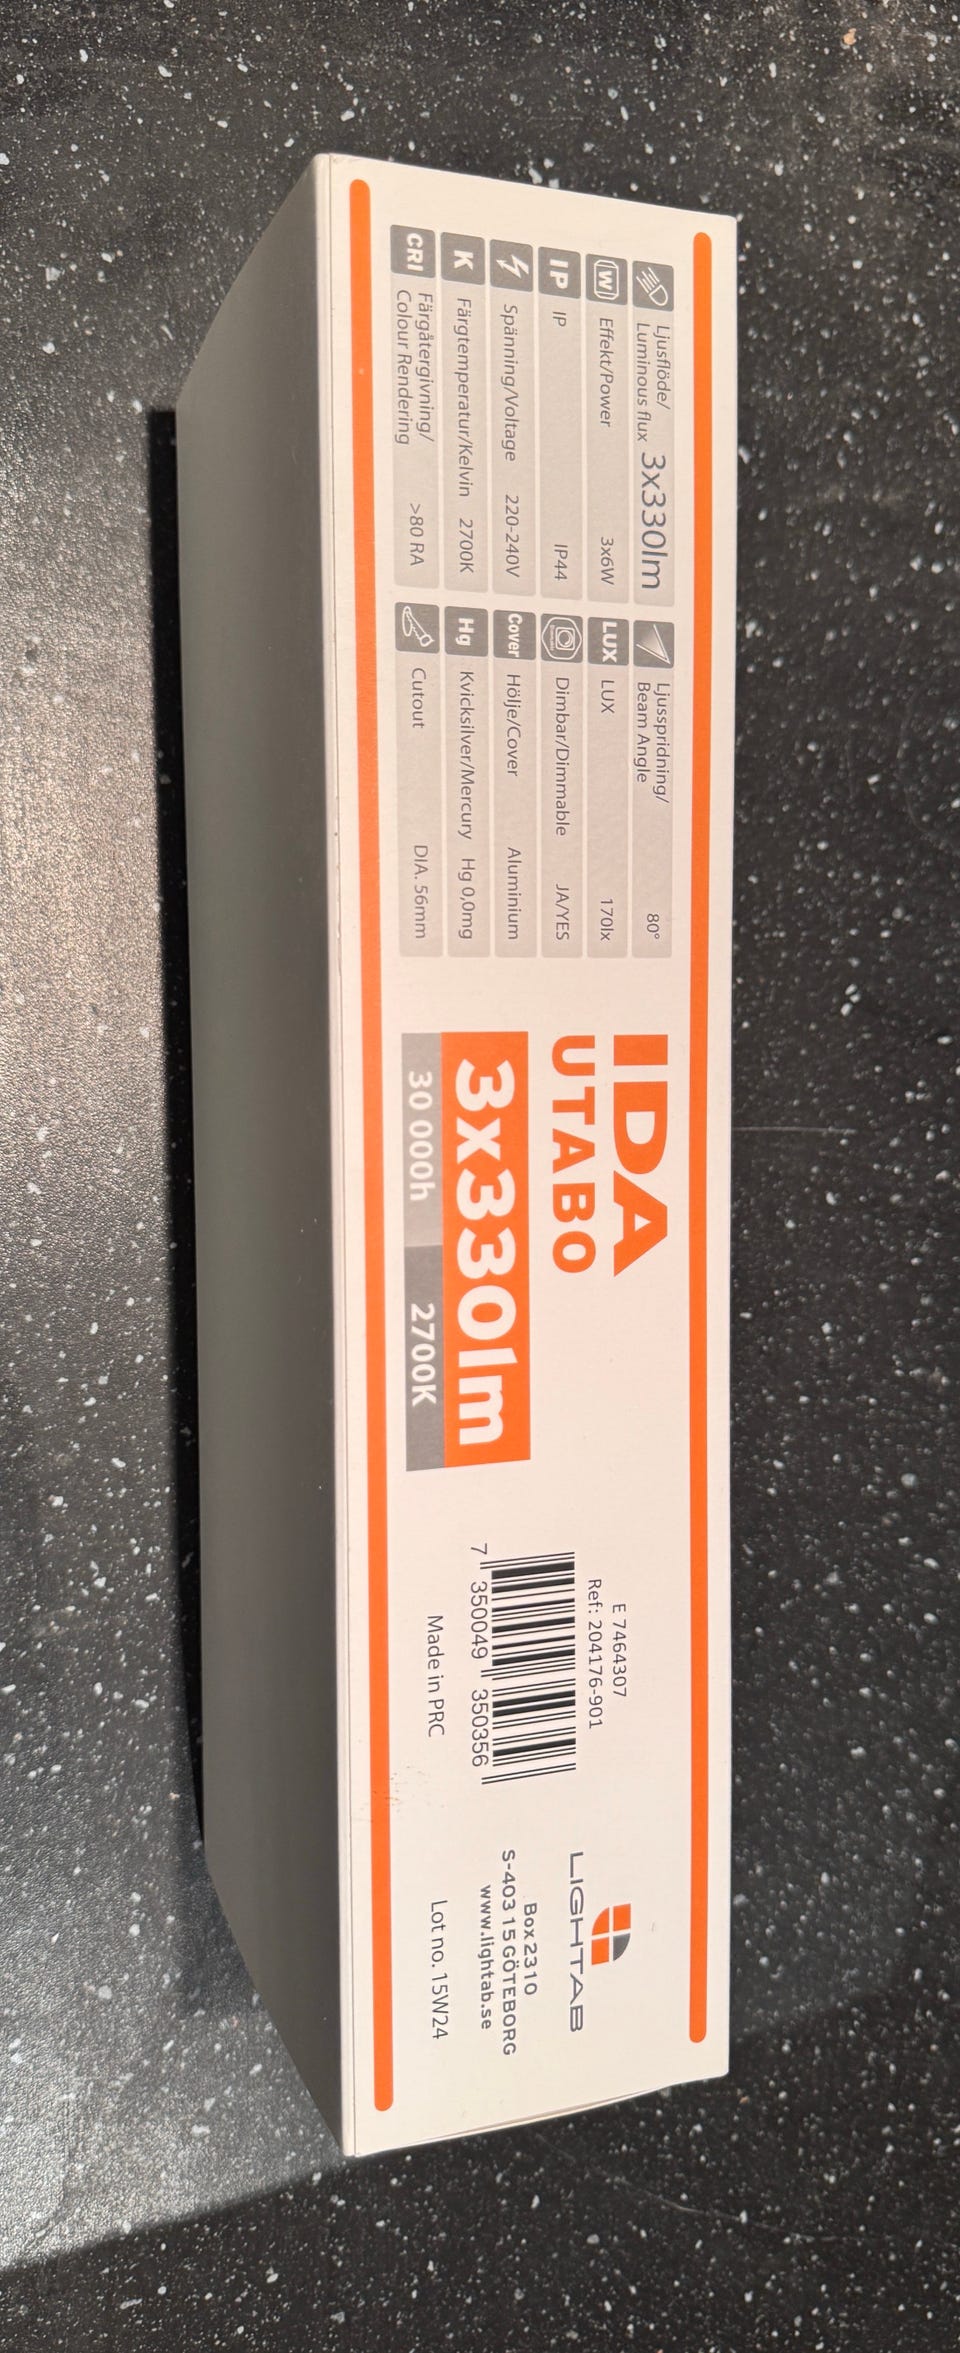 Ljusflöde/
Luminous flux 3x330lm
W Effekt/Power 3x6W
IP IP IP44
Spänning/Voltage 220-240V
K Färgtemperatur/Kelvin 2700K
CRI Färgåtergivning/
Colour Rendering >80 RA
Ljusspridning/
Beam Angle 80°
LUX LUX 170lx
Dimbar/Dimmable JA/YES
Cover Hölje/Cover Aluminium
Hg Kvicksilver/Mercury Hg 0,0mg
Cutout DIA. 56mm
IDA
UTABO
3x330lm
30 000h 2700K
E 7464307
Ref: 204176-901
7 350049 350356
Made in PRC
LIGHTAB
Box 2310
S-403 15 GÖTEBORG
www.lightab.se
Lot no. 15W24